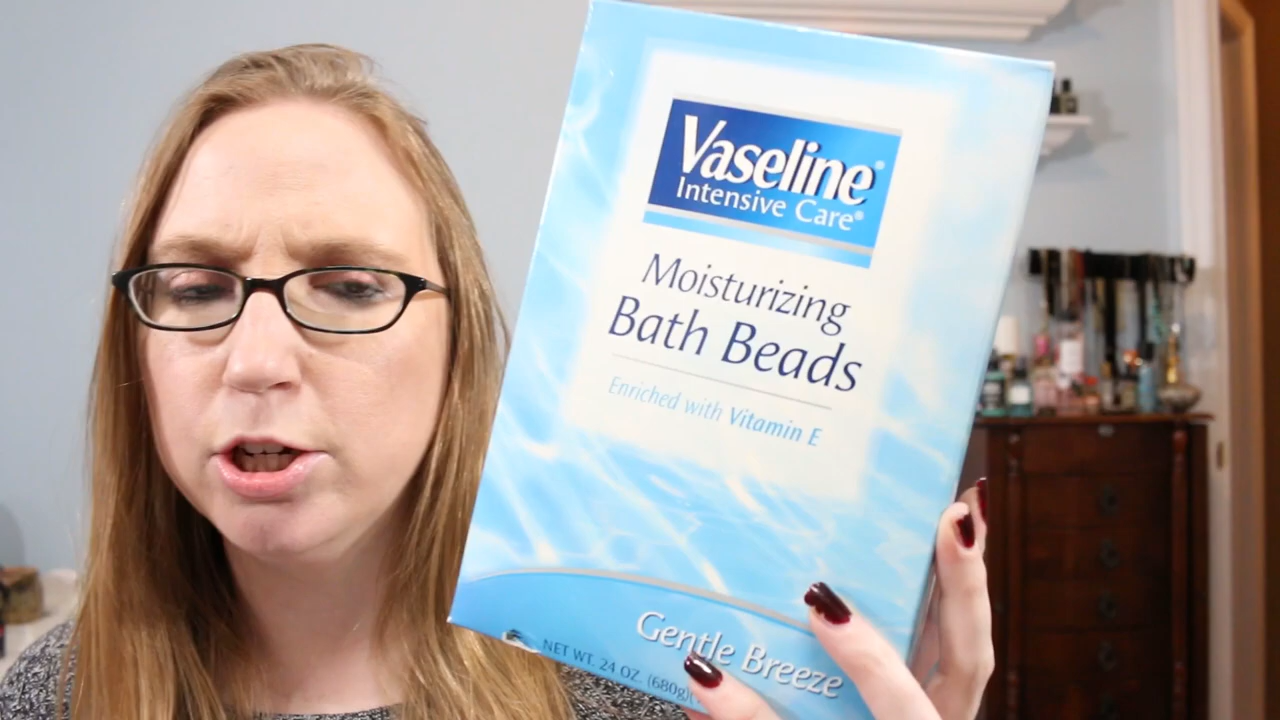 Vaseline®
Intensive Care®
Moisturizing
Bath Beads
Enriched with Vitamin E
Gentle Breeze
NET WT. 24 OZ. (680g)